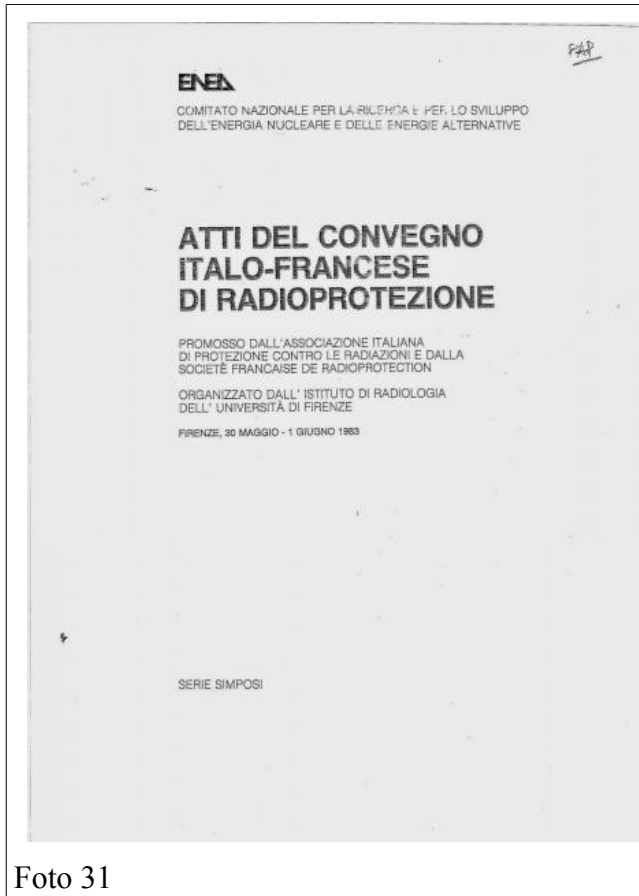 FAP
ENEA
COMITATO NAZIONALE PER LA RICERCA E PER LO SVILUPPO
DELL'ENERGIA NUCLEARE E DELLE ENERGIE ALTERNATIVE
ATTI DEL CONVEGNO
ITALO-FRANCESE
DI RADIOPROTEZIONE
PROMOSSO DALL'ASSOCIAZIONE ITALIANA
DI PROTEZIONE CONTRO LE RADIAZIONI E DALLA
SOCIETÈ FRANCAISE DE RADIOPROTECTION
ORGANIZZATO DALL' ISTITUTO DI RADIOLOGIA
DELL' UNIVERSITÀ DI FIRENZE
FIRENZE, 30 MAGGIO - 1 GIUGNO 1983
SERIE SIMPOSI
Foto 31